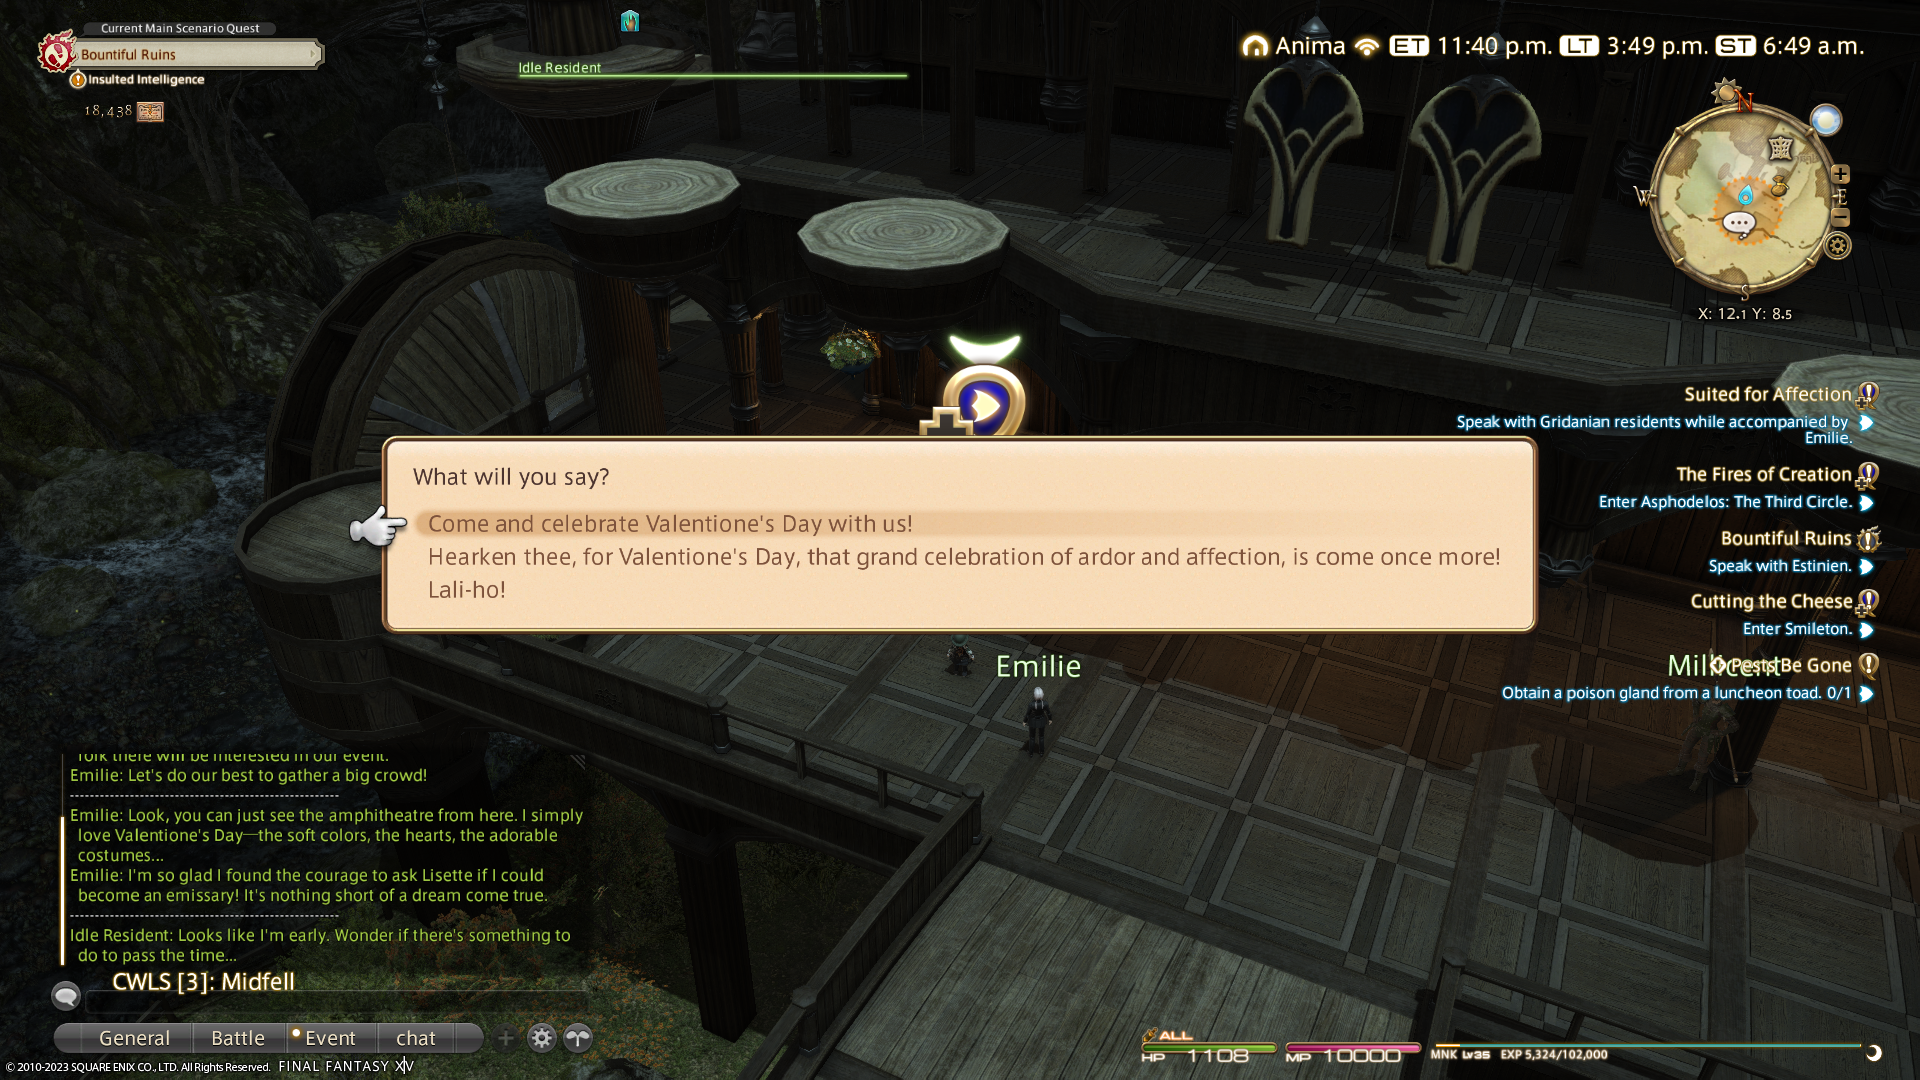 Current Main Scenario Quest
Bountiful Ruins
Insulted Intelligence
18,438
Idle Resident
Anima ET 11:40 p.m. LT 3:49 p.m. ST 6:49 a.m.
N
W
E
S
X: 12.1 Y: 8.5
Suited for Affection
Speak with Gridanian residents while accompanied by
Emilie.
The Fires of Creation
Enter Asphodelos: The Third Circle.
Bountiful Ruins
Speak with Estinien.
Cutting the Cheese
Enter Smileton.
Pests Be Gone
Obtain a poison gland from a luncheon toad. 0/1
What will you say?
Come and celebrate Valentione's Day with us!
Hearken thee, for Valentione's Day, that grand celebration of ardor and affection, is come once more!
Lali-ho!
Emilie
Millicent
folk there will be interested in our event.
Emilie: Let's do our best to gather a big crowd!
Emilie: Look, you can just see the amphitheatre from here. I simply
love Valentione's Day—the soft colors, the hearts, the adorable
costumes...
Emilie: I'm so glad I found the courage to ask Lisette if I could
become an emissary! It's nothing short of a dream come true.
Idle Resident: Looks like I'm early. Wonder if there's something to
do to pass the time...
CWLS [3]: Midfell
General Battle Event chat
ALL
HP 1108 MP 10000 MNK Lv35 EXP 5,324/102,000
© 2010-2023 SQUARE ENIX CO., LTD. All Rights Reserved. FINAL FANTASY XIV